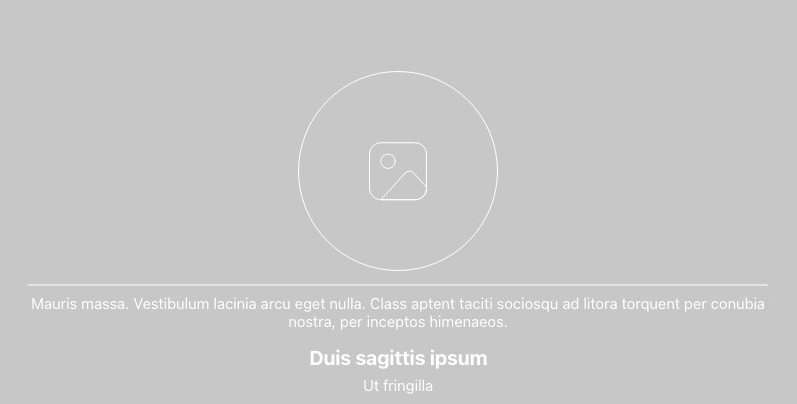 Mauris massa. Vestibulum lacinia arcu eget nulla. Class aptent taciti sociosqu ad litora torquent per conubia
nostra, per inceptos himenaeos.
Duis sagittis ipsum
Ut fringilla